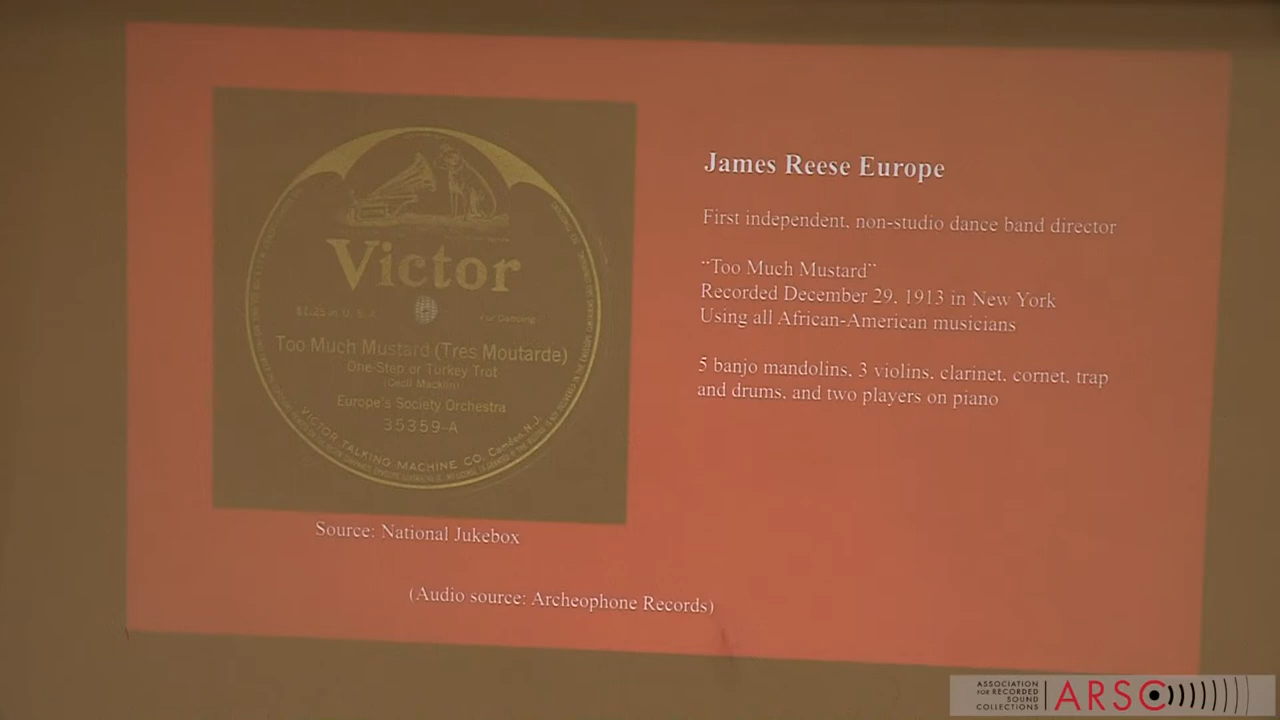 Victor
$1.25 in U. S. A.
For Dancing
Too Much Mustard (Tres Moutarde)
One-Step or Turkey Trot
(Cecil Macklin)
Europe's Society Orchestra
35359-A
VICTOR TALKING MACHINE CO. Camden, N.J.
Source: National Jukebox
James Reese Europe
First independent, non-studio dance band director
“Too Much Mustard”
Recorded December 29, 1913 in New York
Using all African-American musicians
5 banjo mandolins, 3 violins, clarinet, cornet, trap
and drums, and two players on piano
(Audio source: Archeophone Records)
ASSOCIATION
FOR RECORDED
SOUND
COLLECTIONS
ARSC